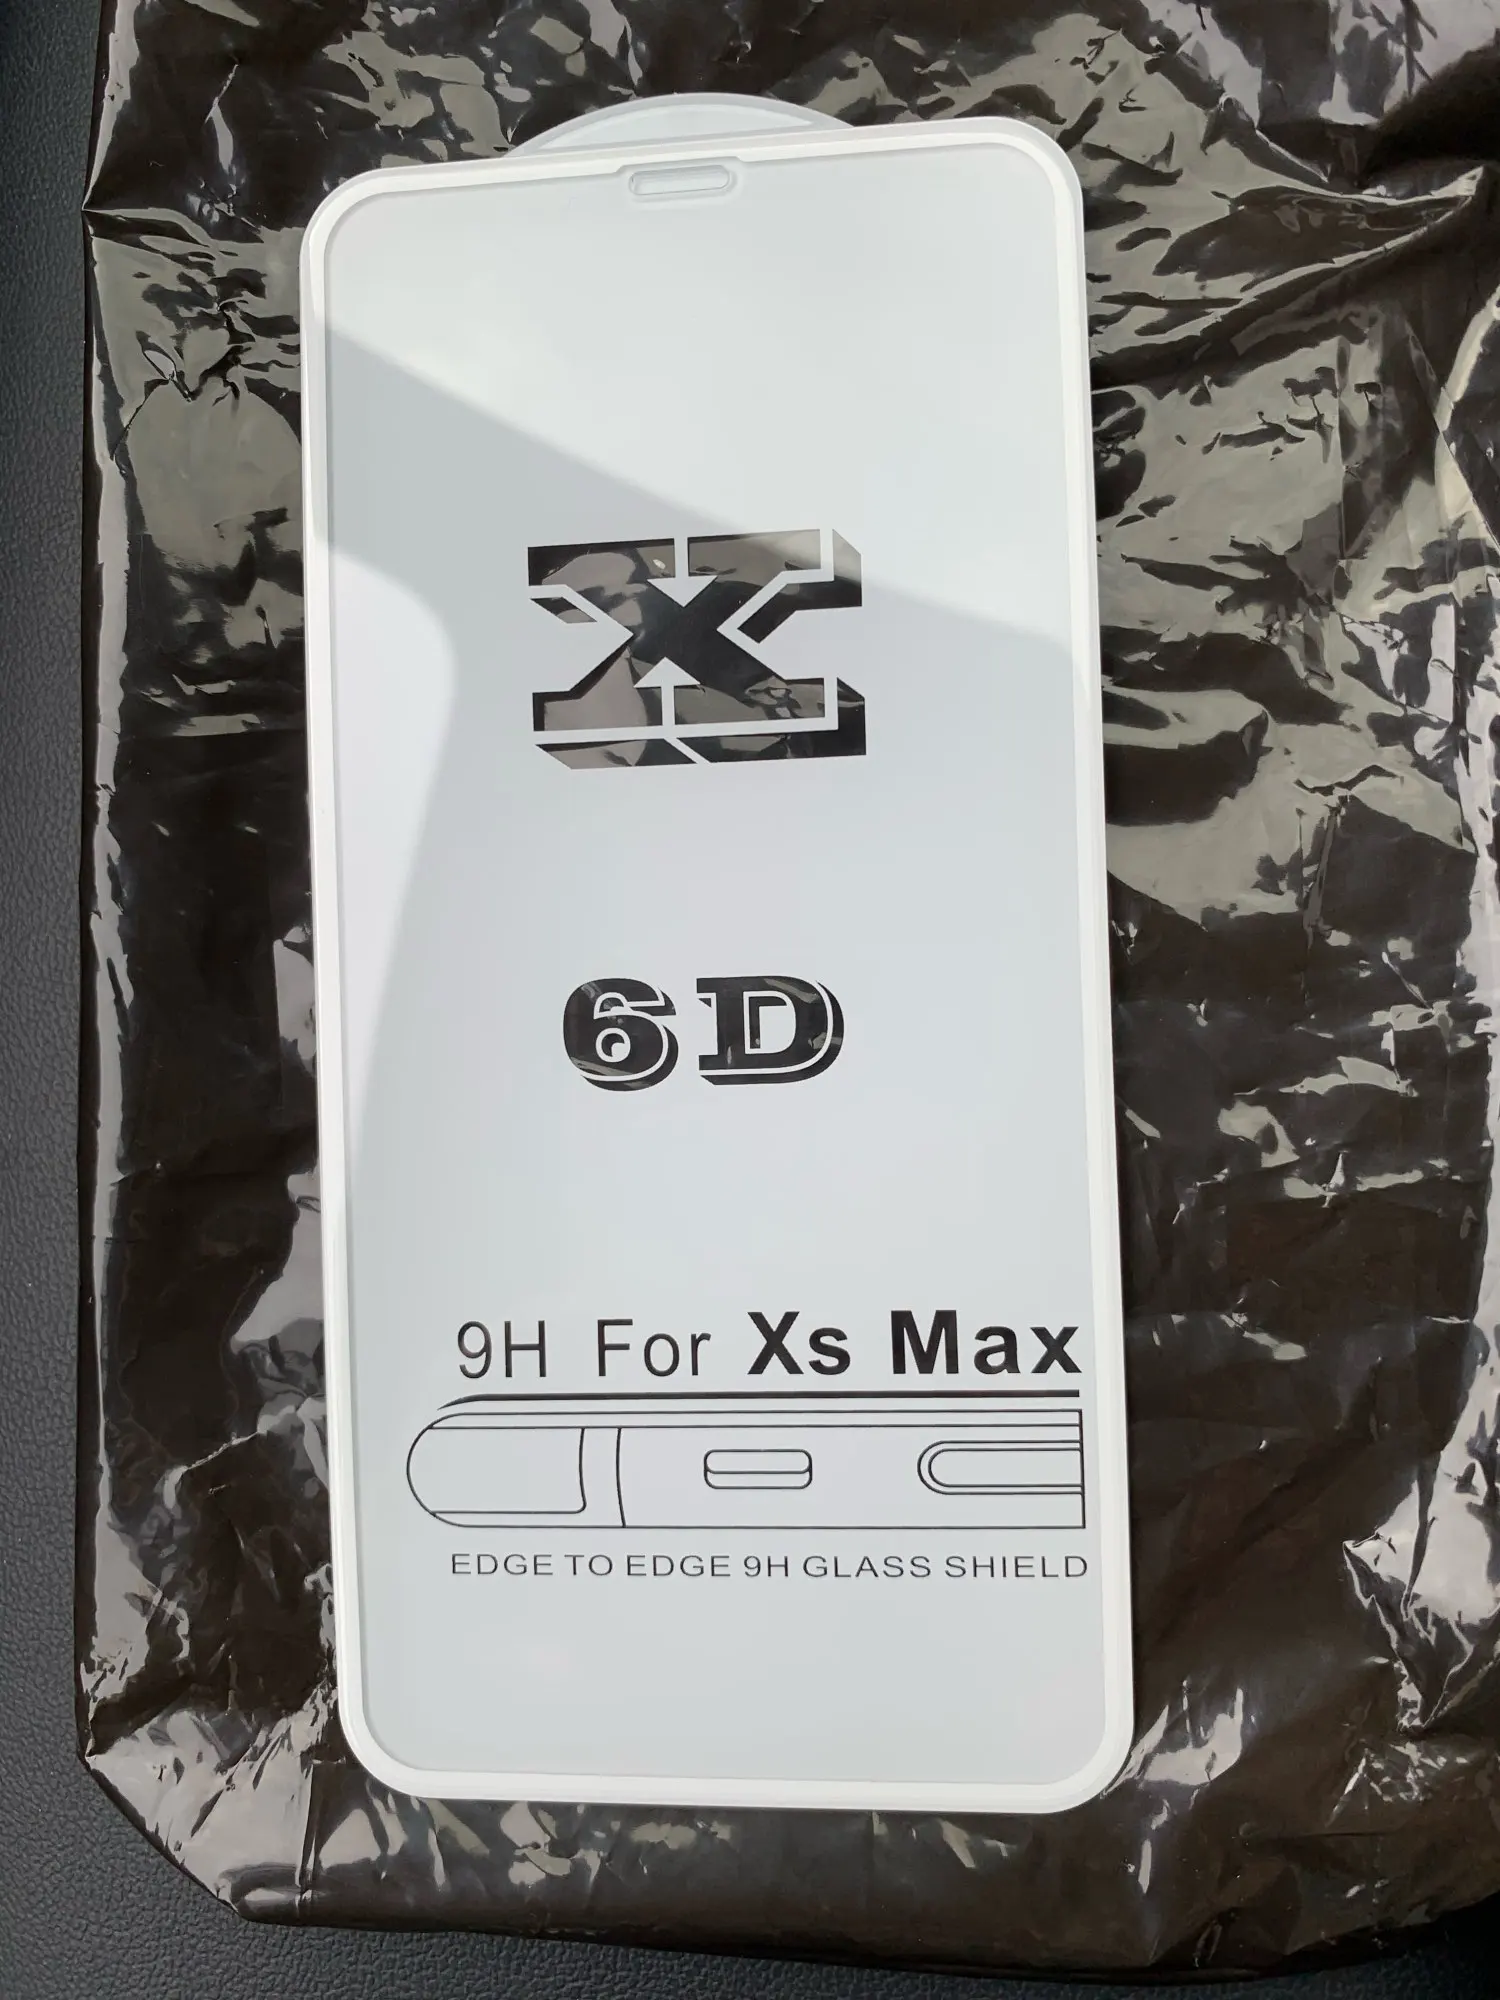 X
6D
9H For Xs Max
EDGE TO EDGE 9H GLASS SHIELD